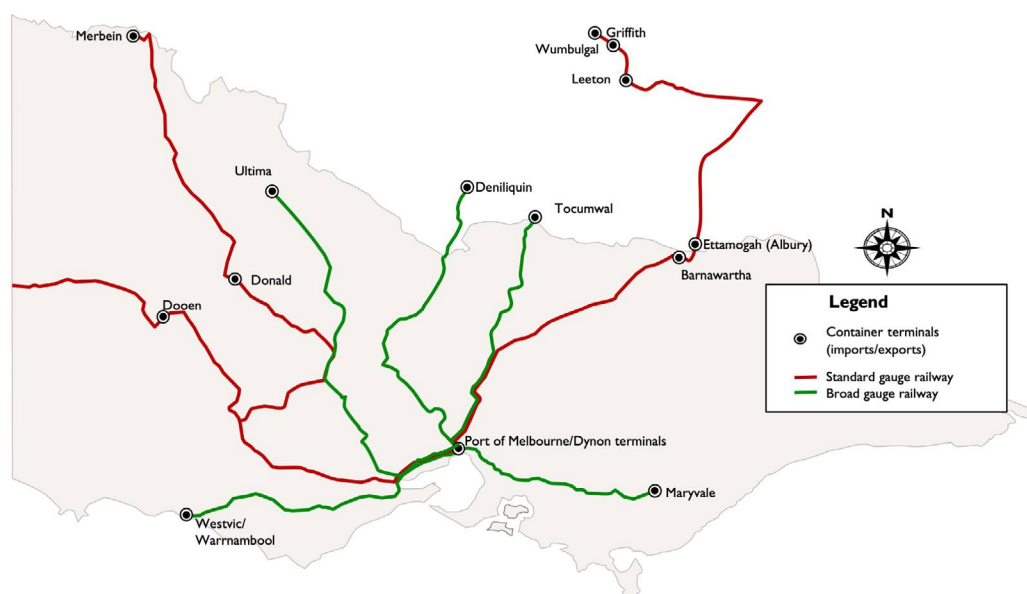 Merbein
Griffith
Wumbulgal
Leeton
Ultima
Deniliquin
Tocumwal
N
Ettamogah (Albury)
Barnawartha
Donald
Dooen
Legend
Container terminals
(imports/exports)
Standard gauge railway
Broad gauge railway
Port of Melbourne/Dynon terminals
Maryvale
Westvic/
Warrnambool